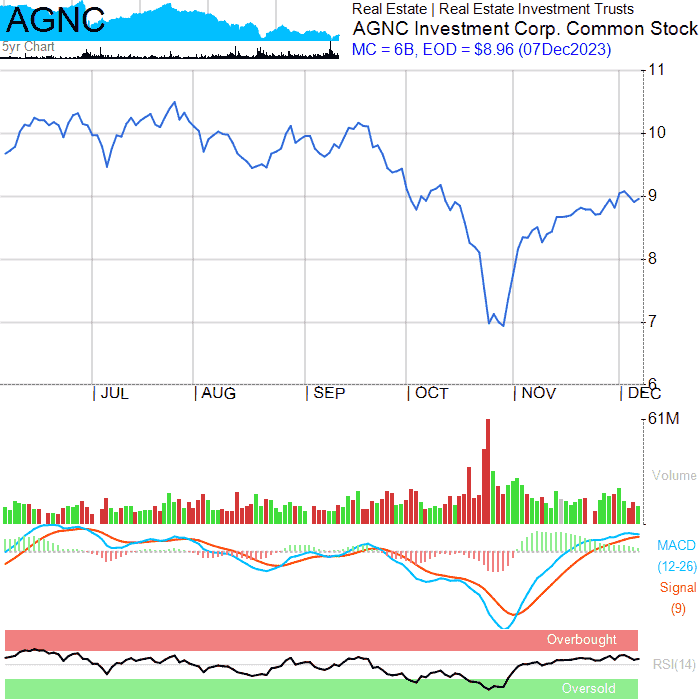 AGNC
5yr Chart
Real Estate | Real Estate Investment Trusts
AGNC Investment Corp. Common Stock
MC = 6B, EOD = $8.96 (07Dec2023)
11
10
9
8
7
6
JUL AUG SEP OCT NOV DEC
61M
Volume
MACD
(12-26)
Signal
(9)
Overbought
RSI(14)
Oversold